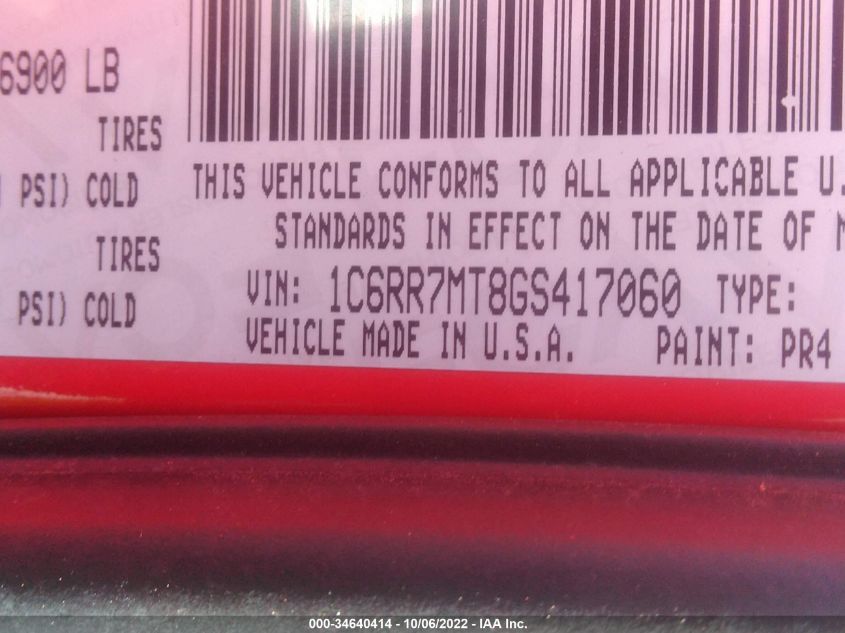 6900 LB
TIRES
PSI) COLD
TIRES
PSI) COLD
THIS VEHICLE CONFORMS TO ALL APPLICABLE U.
STANDARDS IN EFFECT ON THE DATE OF M
VIN: 1C6RR7MT8GS417060 TYPE:
VEHICLE MADE IN U.S.A. PAINT: PR4
000-34640414 - 10/06/2022 - IAA Inc.